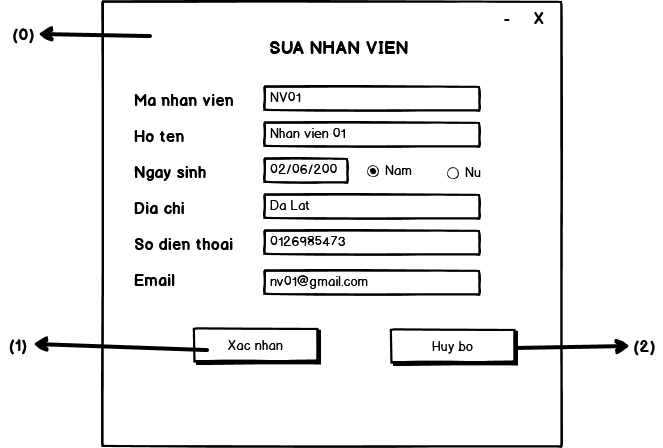 - X
(0)
SUA NHAN VIEN
Ma nhan vien NV01
Ho ten Nhan vien 01
Ngay sinh 02/06/200 Nam Nu
Dia chi Da Lat
So dien thoai 0126985473
Email nv01@gmail.com
(1) Xac nhan Huy bo (2)